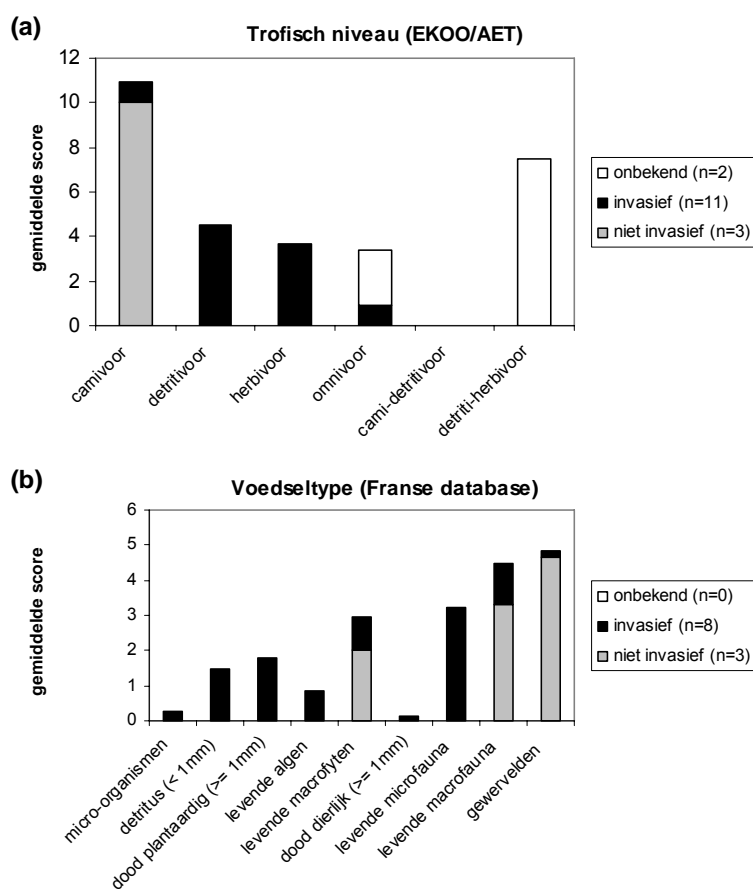 (a)
Trofisch niveau (EKOO/AET)
gemiddelde score
12
10
8
6
4
2
0
carnivoor
detritivoor
herbivoor
omnivoor
carni-detritivoor
detriti-herbivoor
onbekend (n=2)
invasief (n=11)
niet invasief (n=3)
(b)
Voedseltype (Franse database)
gemiddelde score
6
5
4
3
2
1
0
micro-organismen
detritus (< 1mm)
dood plantaardig (>= 1mm)
levende algen
levende macrofyten
dood dierlijk (>= 1mm)
levende microfauna
levende macrofauna
gewervelden
onbekend (n=0)
invasief (n=8)
niet invasief (n=3)